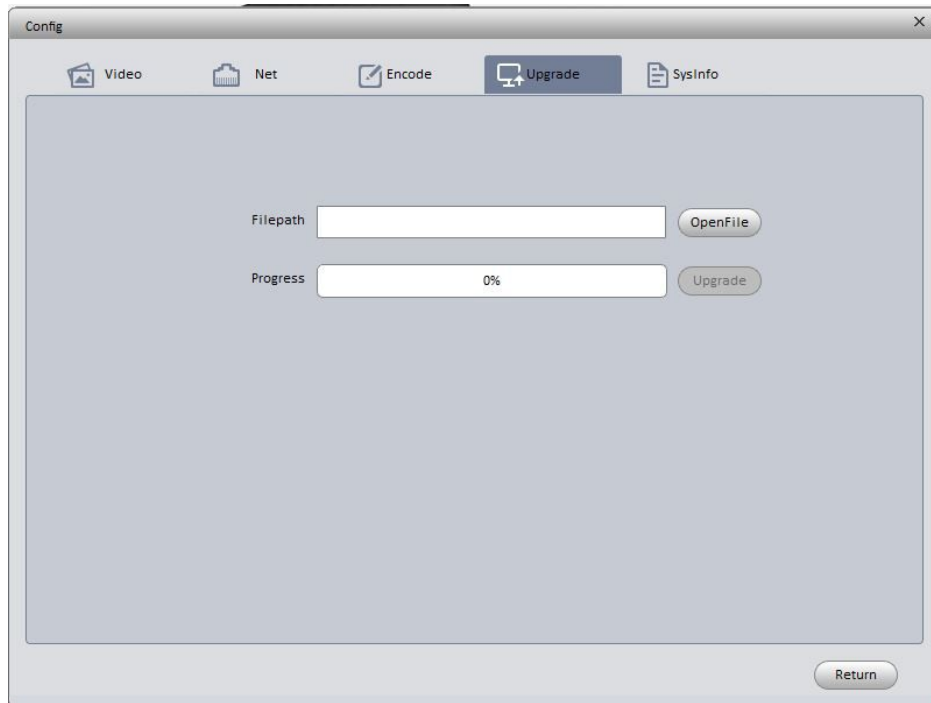 Config
Video Net Encode Upgrade SysInfo
Filepath OpenFile
Progress 0% Upgrade
Return